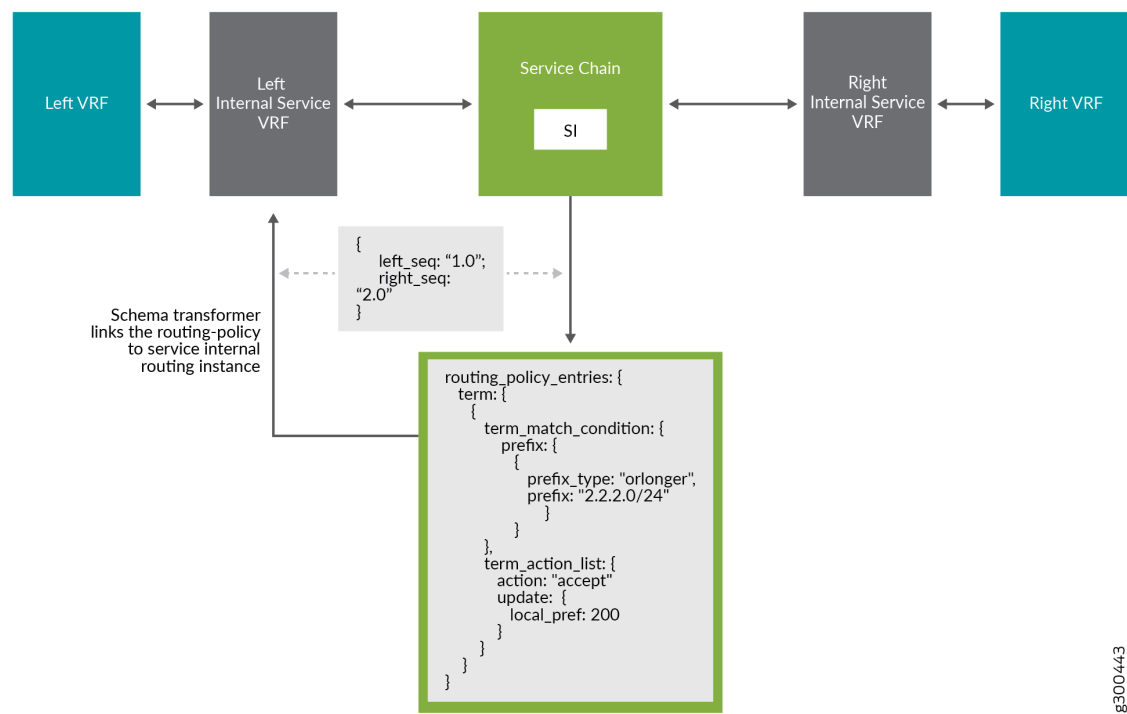 Left VRF
Left
Internal Service
VRF
Service Chain
SI
Right
Internal Service
VRF
Right VRF
{
left_seq: “1.0”;
right_seq:
“2.0”
}
Schema transformer
links the routing-policy
to service internal
routing instance
routing_policy_entries: {
term: {
{
term_match_condition: {
prefix: {
{
prefix_type: "orlonger",
prefix: "2.2.2.0/24"
}
}
},
term_action_list: {
action: "accept"
update: {
local_pref: 200
}
}
}
}
g300443